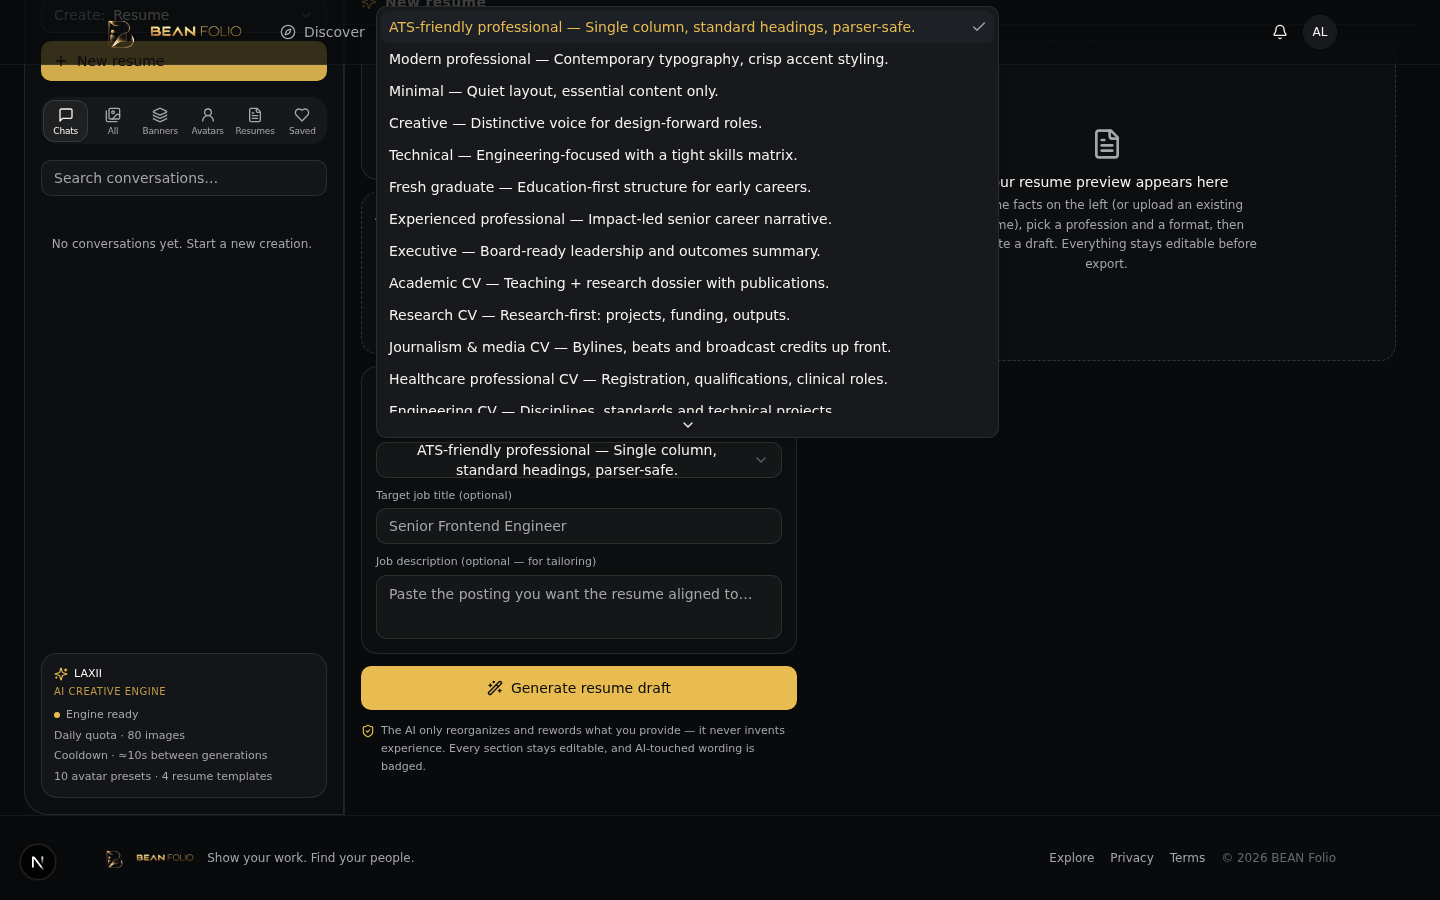 Create: Resume
New resume
BEAN FOLIO
Discover
AL
New resume
Chats
All
Banners
Avatars
Resumes
Saved
Search conversations...
No conversations yet. Start a new creation.
LAXII
AI CREATIVE ENGINE
Engine ready
Daily quota · 80 images
Cooldown · ≈10s between generations
10 avatar presets · 4 resume templates
ATS-friendly professional — Single column, standard headings, parser-safe.
Modern professional — Contemporary typography, crisp accent styling.
Minimal — Quiet layout, essential content only.
Creative — Distinctive voice for design-forward roles.
Technical — Engineering-focused with a tight skills matrix.
Fresh graduate — Education-first structure for early careers.
Experienced professional — Impact-led senior career narrative.
Executive — Board-ready leadership and outcomes summary.
Academic CV — Teaching + research dossier with publications.
Research CV — Research-first: projects, funding, outputs.
Journalism & media CV — Bylines, beats and broadcast credits up front.
Healthcare professional CV — Registration, qualifications, clinical roles.
Engineering CV — Disciplines, standards and technical projects.
ATS-friendly professional — Single column,
standard headings, parser-safe.
Target job title (optional)
Senior Frontend Engineer
Job description (optional — for tailoring)
Paste the posting you want the resume aligned to...
Generate resume draft
The AI only reorganizes and rewords what you provide — it never invents
experience. Every section stays editable, and AI-touched wording is
badged.
resume preview appears here
facts on the left (or upload an existing
pick a profession and a format, then
a draft. Everything stays editable before
export.
N
BEAN FOLIO
Show your work. Find your people.
Explore
Privacy
Terms
© 2026 BEAN Folio